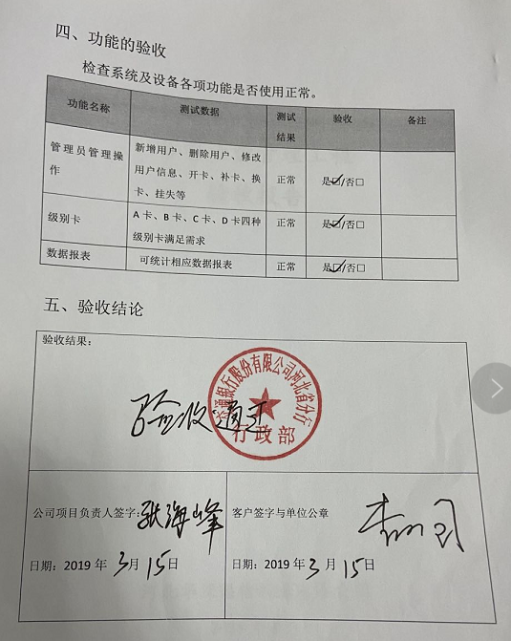 四、功能的验收
检查系统及设备各项功能是否使用正常。
功能名称 测试数据 测试结果 验收 备注
管理员管理操作 新增用户、删除用户、修改用户信息、开卡、补卡、换卡、挂失等 正常 是☑/否☐
级别卡 A 卡、B 卡、C 卡、D 卡四种级别卡满足需求 正常 是☑/否☐
数据报表 可统计相应数据报表 正常 是☑/否☐
五、验收结论
验收结果：
交通银行股份有限公司河北省分行
行政部
验收通过
公司项目负责人签字：张海峰
日期：2019 年 3月 15日
客户签字与单位公章
日期：2019 年 3月 15日